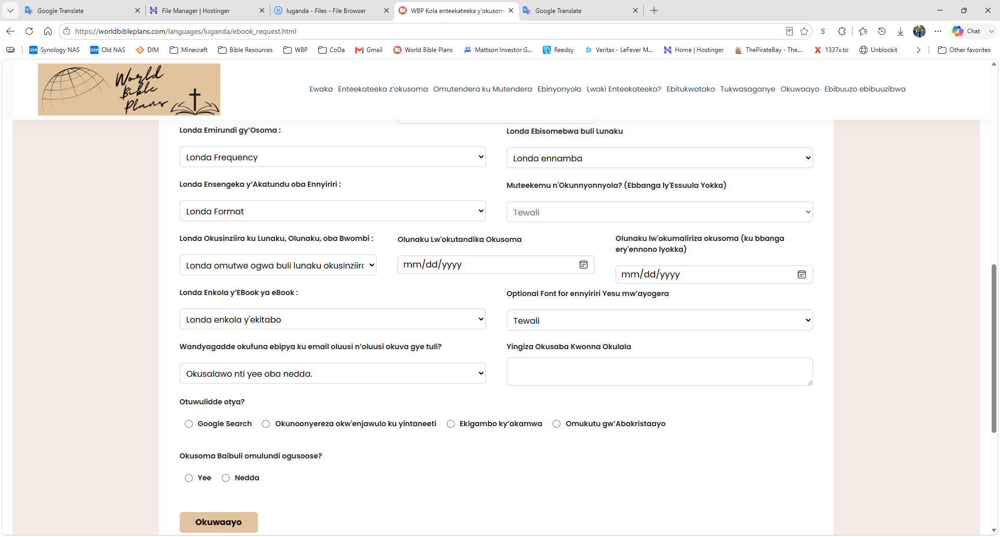 Google Translate
File Manager | Hostinger
luganda - Files - File Browser
WBP Kola enteekateeka y'okusoma
Google Translate
https://worldbibleplans.com/languages/luganda/ebook_request.html
Chat
Synology NAS
Old NAS
DIM
Minecraft
Bible Resources
WBP
CoDa
Gmail
World Bible Plans
Mattson Investor G...
Reedsy
Veritas - LeFever M...
Home | Hostinger
ThePirateBay - The...
1337x.to
Unblockit
Other favorites
World
Bible
Plans
Ewaka Enteekateeka z’okusoma Omutendera ku Mutendera Ebinyonyola Lwaki Enteekateeka? Ebitukwatako Tukwasaganye Okuwaayo Ebibuuzo ebibuuzibwa
Londa Emirundi gy’Osoma :
Londa Ebisomebwa buli Lunaku
Londa Frequency
Londa ennamba
Londa Ensengeka y’Akatundu oba Ennyiriri :
Muteekemu n'Okunnyonnyola? (Ebbanga ly'Essuula Yokka)
Londa Format
Tewali
Londa Okusinziira ku Lunaku, Olunaku, oba Bwombi :
Olunaku Lw'okutandika Okusoma
Olunaku lw'okumaliriza okusoma (ku bbanga
ery'ennono lyokka)
Londa omutwe ogwa buli lunaku okusinziira
mm/dd/yyyy
mm/dd/yyyy
Londa Enkola y’EBook ya eBook :
Optional Font for ennyiriri Yesu mw’ayogera
Londa enkola y'ekitabo
Tewali
Wandyagadde okufuna ebipya ku email oluusi n’oluusi okuva gye tuli?
Yingiza Okusaba Kwonna Okulala
Okusalawo nti yee oba nedda.
Otuwulidde otya?
Google Search
Okunoonyereza okw'enjawulo ku yintaneeti
Ekigambo ky’akamwa
Omukutu gw’Abakristaayo
Okusoma Baibuli omulundi ogusoose?
Yee
Nedda
Okuwaayo